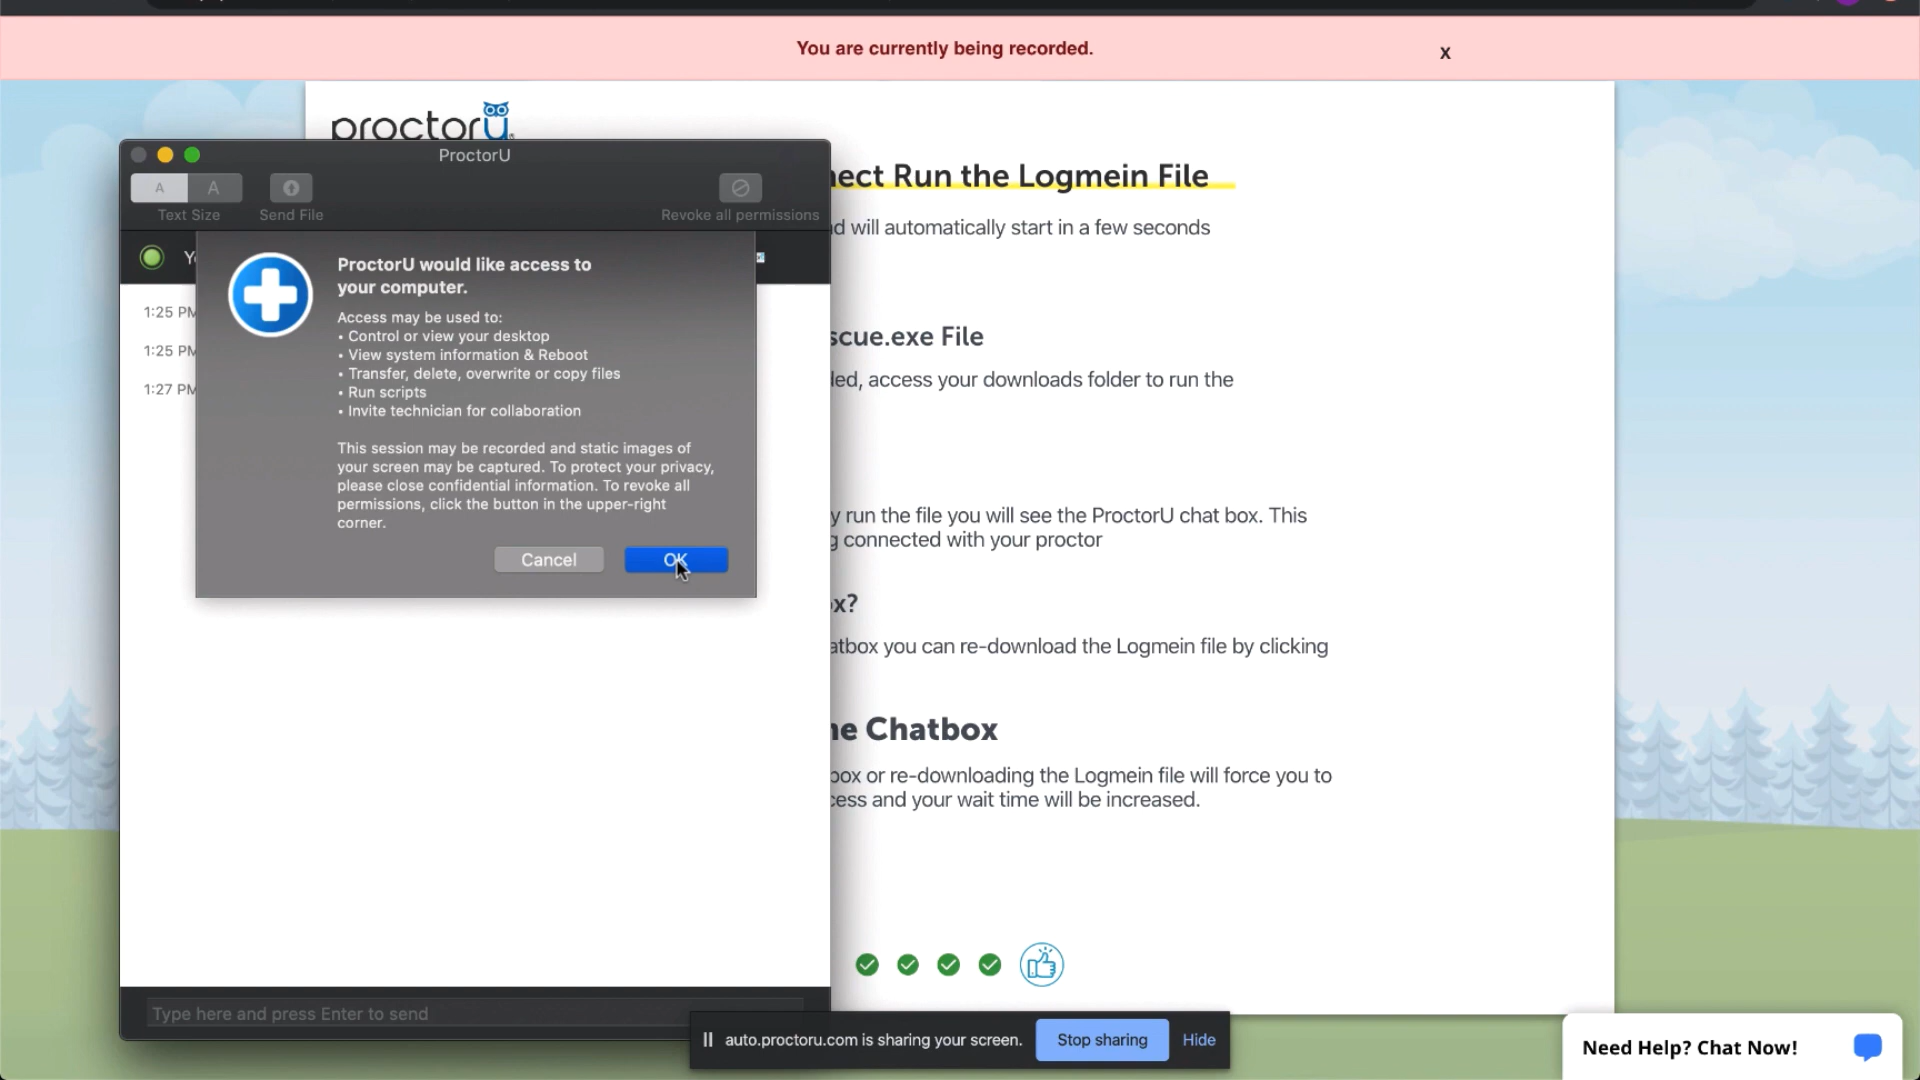 You are currently being recorded.
x
proctorU
ProctorU
A A
Text Size
Send File
Revoke all permissions
ProctorU would like access to
your computer.
Access may be used to:
• Control or view your desktop
• View system information & Reboot
• Transfer, delete, overwrite or copy files
• Run scripts
• Invite technician for collaboration
This session may be recorded and static images of
your screen may be captured. To protect your privacy,
please close confidential information. To revoke all
permissions, click the button in the upper-right
corner.
Cancel
OK
1:25 PM
1:25 PM
1:27 PM
Type here and press Enter to send
Run the Logmein File
will automatically start in a few seconds
File
access your downloads folder to run the
run the file you will see the ProctorU chat box. This
connected with your proctor
you can re-download the Logmein file by clicking
Chatbox
or re-downloading the Logmein file will force you to
and your wait time will be increased.
auto.proctoru.com is sharing your screen.
Stop sharing
Hide
Need Help? Chat Now!